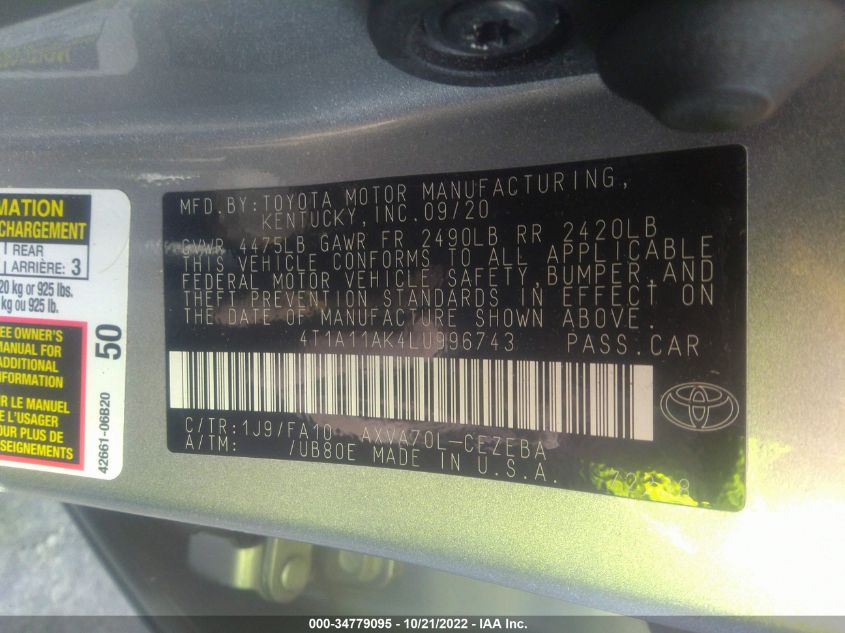 MFD.BY:TOYOTA MOTOR MANUFACTURING,
KENTUCKY, INC.09/20
GVWR 4475LB GAWR FR 2490LB RR 2420LB
THIS VEHICLE CONFORMS TO ALL APPLICABLE
FEDERAL MOTOR VEHICLE SAFETY,BUMPER,AND
THEFT PREVENTION STANDARDS IN EFFECT ON
THE DATE OF MANUFACTURE SHOWN ABOVE.
4T1A11AK4LU996743 PASS.CAR
C/TR:1J9/FA10 AXVA70L-CEZEBA
A/TM: /UB80E MADE IN U.S.A.
MATION
CHARGEMENT
REAR
ARRIÈRE: 3
20 kg or 925 lbs.
kg ou 925 lb.
EE OWNER'S
MANUAL FOR
ADDITIONAL
INFORMATION
R LE MANUEL
L'USAGER
OUR PLUS DE
SEIGNEMENTS
50
42661-06B20
000-34779095 - 10/21/2022 - IAA Inc.